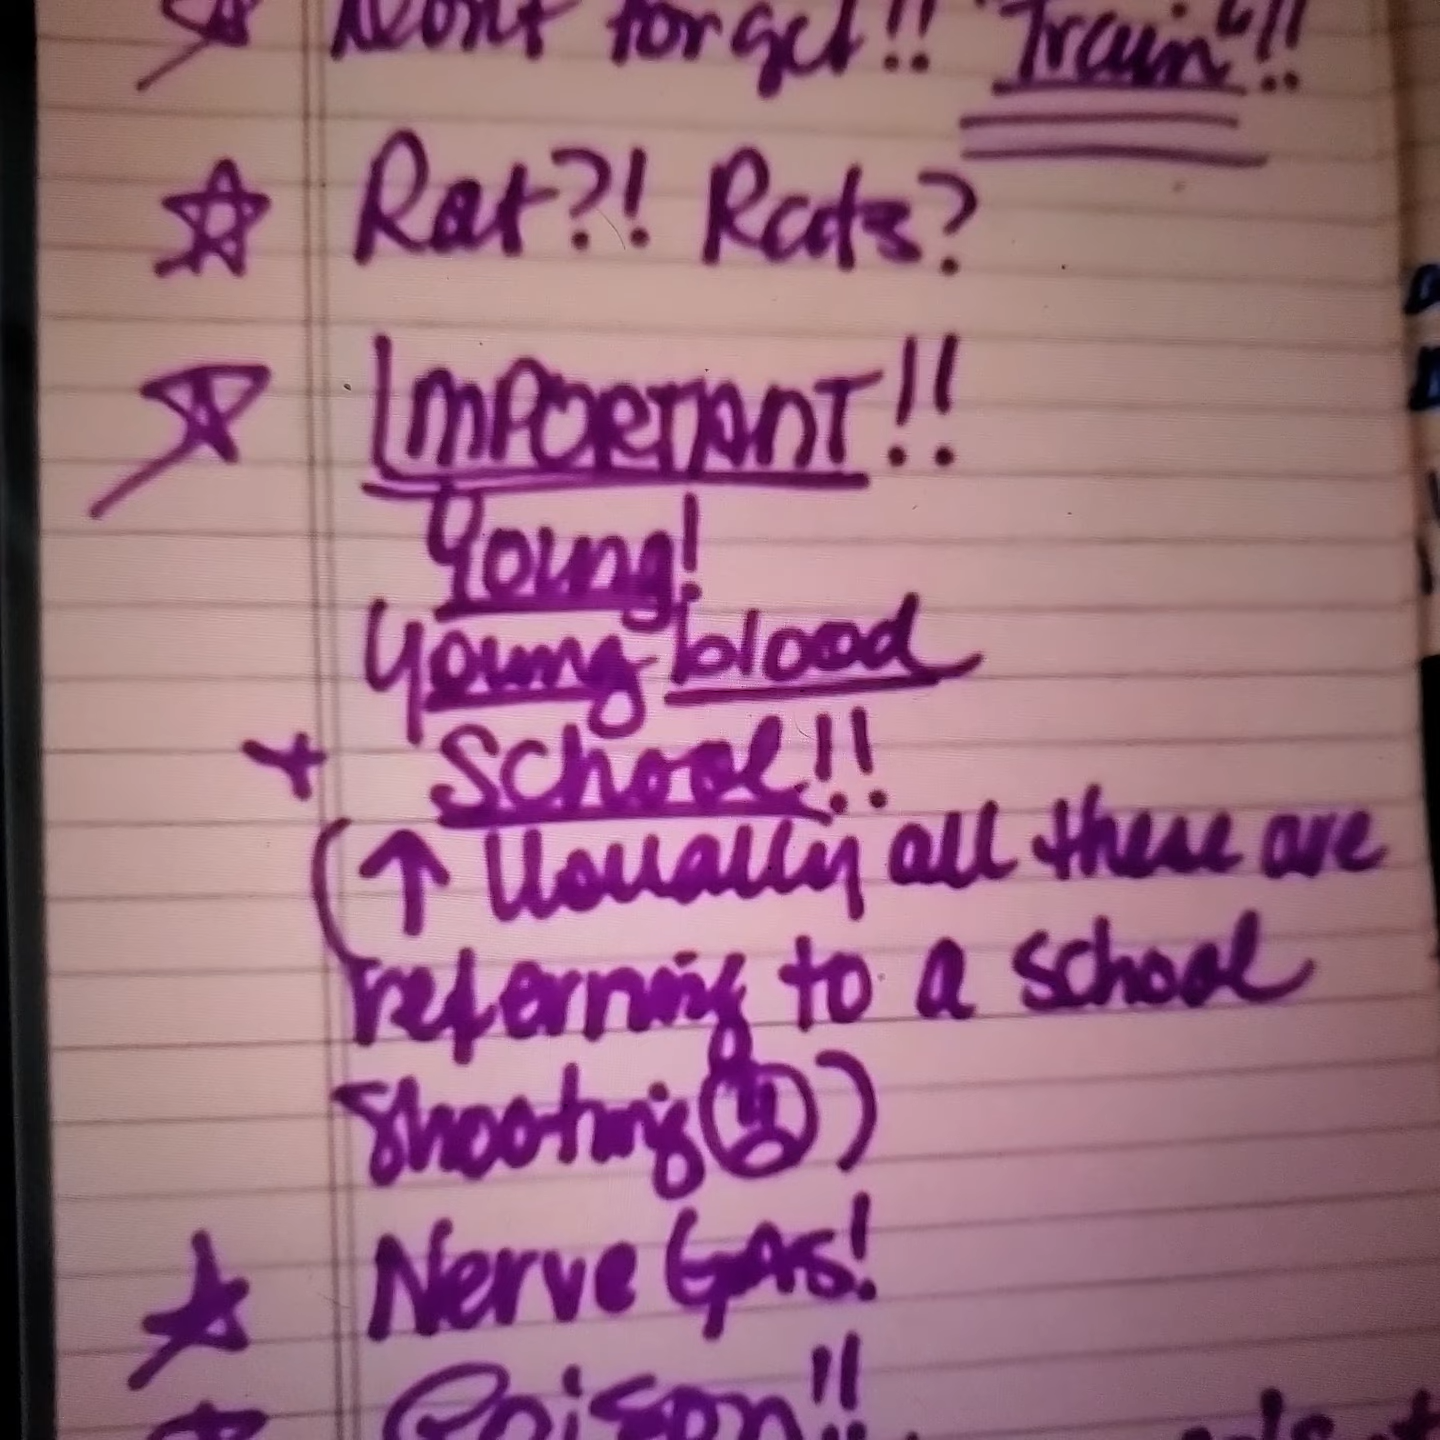 Dont forget!! "Train"!!
Rat?! Rats?
IMPORTANT!!
Young!
Young blood
+ School!!
(↑ Usually all these are
referring to a school
shooting)
Nerve Gas!
Poison!!